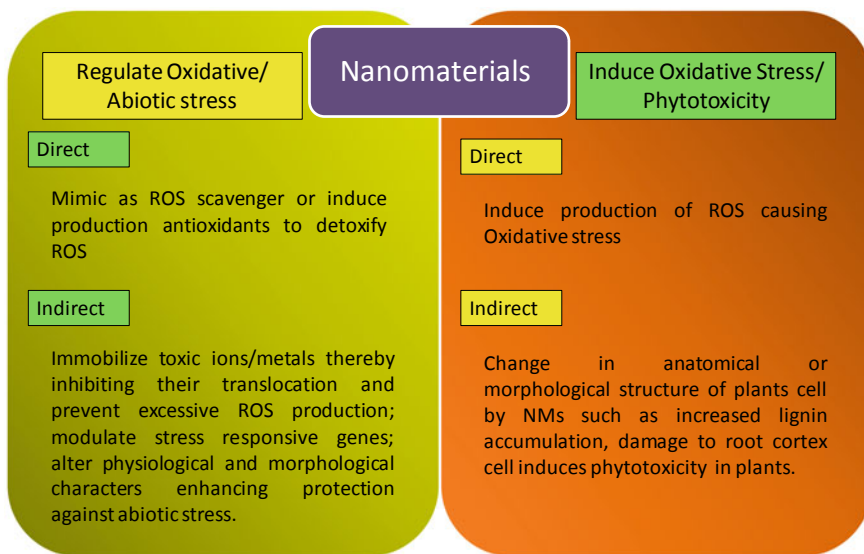 Nanomaterials
Regulate Oxidative/
Abiotic stress
Direct
Mimic as ROS scavenger or induce
production antioxidants to detoxify
ROS
Indirect
Immobilize toxic ions/metals thereby
inhibiting their translocation and
prevent excessive ROS production;
modulate stress responsive genes;
alter physiological and morphological
characters enhancing protection
against abiotic stress.
Induce Oxidative Stress/
Phytotoxicity
Direct
Induce production of ROS causing
Oxidative stress
Indirect
Change in anatomical or
morphological structure of plants cell
by NMs such as increased lignin
accumulation, damage to root cortex
cell induces phytotoxicity in plants.